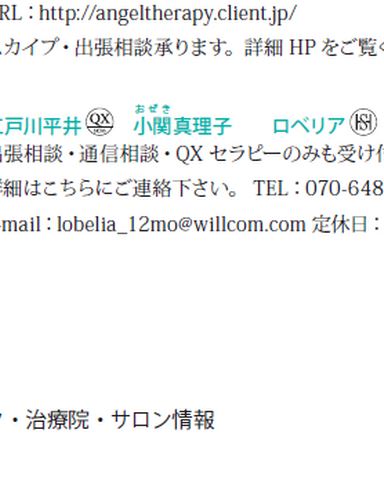 RL：http://angeltherapy.client.jp/
スカイプ・出張相談承ります。詳細 HP をご覧く
おぜき
江戸川平井 QX 小関真理子 ロベリア
出張相談・通信相談・QX セラピーのみも受け付
詳細はこちらにご連絡下さい。 TEL：070-648
-mail：lobelia_12mo@willcom.com 定休日：
・治療院・サロン情報